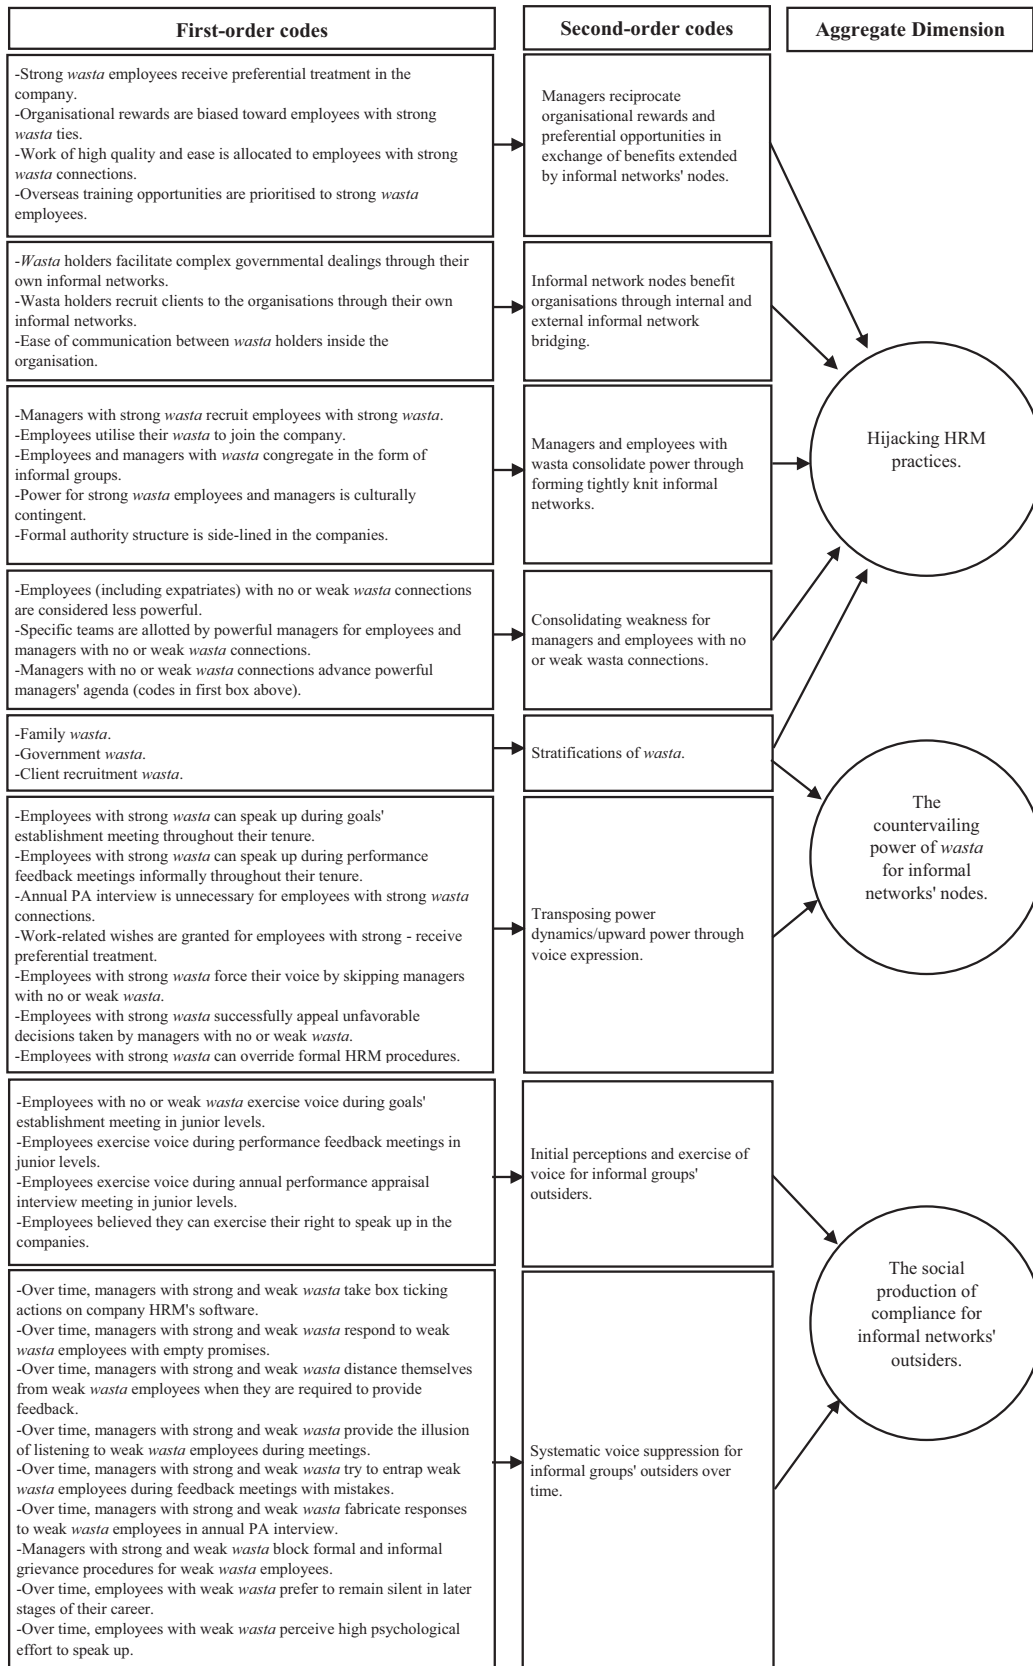 First-order codes
Second-order codes
Aggregate Dimension
-Strong wasta employees receive preferential treatment in the
company.
-Organisational rewards are biased toward employees with strong
wasta ties.
-Work of high quality and ease is allocated to employees with strong
wasta connections.
-Overseas training opportunities are prioritised to strong wasta
employees.
Managers reciprocate
organisational rewards and
preferential opportunities in
exchange of benefits extended
by informal networks' nodes.
-Wasta holders facilitate complex governmental dealings through their
own informal networks.
-Wasta holders recruit clients to the organisations through their own
informal networks.
-Ease of communication between wasta holders inside the
organisation.
Informal network nodes benefit
organisations through internal and
external informal network
bridging.
-Managers with strong wasta recruit employees with strong wasta.
-Employees utilise their wasta to join the company.
-Employees and managers with wasta congregate in the form of
informal groups.
-Power for strong wasta employees and managers is culturally
contingent.
-Formal authority structure is side-lined in the companies.
Managers and employees with
wasta consolidate power through
forming tightly knit informal
networks.
Hijacking HRM
practices.
-Employees (including expatriates) with no or weak wasta connections
are considered less powerful.
-Specific teams are allotted by powerful managers for employees and
managers with no or weak wasta connections.
-Managers with no or weak wasta connections advance powerful
managers' agenda (codes in first box above).
Consolidating weakness for
managers and employees with no
or weak wasta connections.
-Family wasta.
-Government wasta.
-Client recruitment wasta.
Stratifications of wasta.
-Employees with strong wasta can speak up during goals'
establishment meeting throughout their tenure.
-Employees with strong wasta can speak up during performance
feedback meetings informally throughout their tenure.
-Annual PA interview is unnecessary for employees with strong wasta
connections.
-Work-related wishes are granted for employees with strong - receive
preferential treatment.
-Employees with strong wasta force their voice by skipping managers
with no or weak wasta.
-Employees with strong wasta successfully appeal unfavorable
decisions taken by managers with no or weak wasta.
-Employees with strong wasta can override formal HRM procedures.
Transposing power
dynamics/upward power through
voice expression.
The
countervailing
power of wasta
for informal
networks' nodes.
-Employees with no or weak wasta exercise voice during goals'
establishment meeting in junior levels.
-Employees exercise voice during performance feedback meetings in
junior levels.
-Employees exercise voice during annual performance appraisal
interview meeting in junior levels.
-Employees believed they can exercise their right to speak up in the
companies.
Initial perceptions and exercise of
voice for informal groups'
outsiders.
-Over time, managers with strong and weak wasta take box ticking
actions on company HRM's software.
-Over time, managers with strong and weak wasta respond to weak
wasta employees with empty promises.
-Over time, managers with strong and weak wasta distance themselves
from weak wasta employees when they are required to provide
feedback.
-Over time, managers with strong and weak wasta provide the illusion
of listening to weak wasta employees during meetings.
-Over time, managers with strong and weak wasta try to entrap weak
wasta employees during feedback meetings with mistakes.
-Over time, managers with strong and weak wasta fabricate responses
to weak wasta employees in annual PA interview.
-Managers with strong and weak wasta block formal and informal
grievance procedures for weak wasta employees.
-Over time, employees with weak wasta prefer to remain silent in later
stages of their career.
-Over time, employees with weak wasta perceive high psychological
effort to speak up.
Systematic voice suppression for
informal groups' outsiders over
time.
The social
production of
compliance for
informal networks'
outsiders.